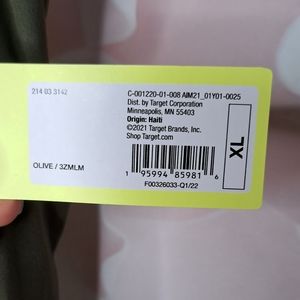 214 03 3142
C-001220-01-008 AIIM21_01Y01-0025
Dist. by Target Corporation
Minneapolis, MN 55403
Origin: Haiti
©2021 Target Brands, Inc.
Shop Target.com
XL
OLIVE / 3ZMLM
1 95994 85981 6
F00326033-Q1/22